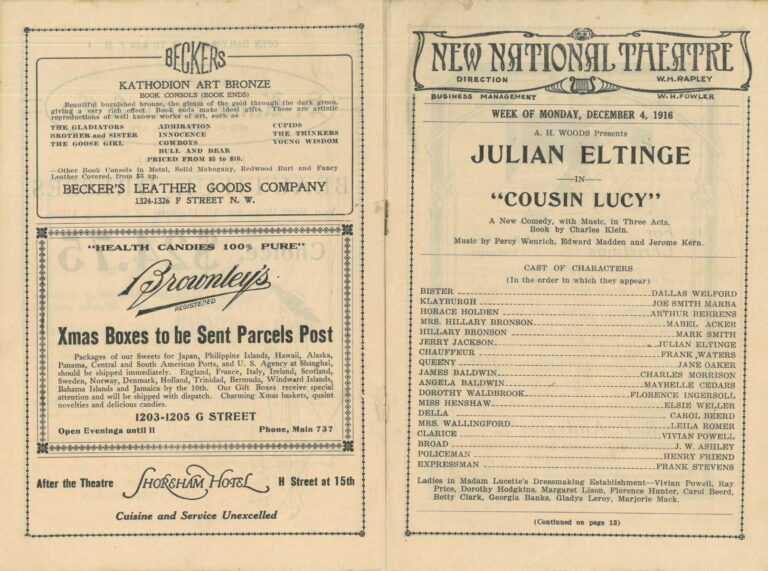 BECKERS
KATHODION ART BRONZE
BOOK CONSOLS (BOOK ENDS)
Beautiful burnished bronze, the gleam of the gold through the dark green,
giving a very rich effect. Book ends make ideal gifts. These are artistic
reproductions of well known works of art, such as
THE GLADIATORS ADMIRATION CUPIDS
BROTHER and SISTER INNOCENCE THE THINKERS
THE GOOSE GIRL COWBOYS YOUNG WISDOM
BULL AND BEAR
PRICED FROM $5 to $16.
—Other Book Consols in Metal, Solid Mahogany, Redwood Burl and Fancy
Leather Covered, from $3 up.
BECKER'S LEATHER GOODS COMPANY
1324-1326 F STREET N. W.
"HEALTH CANDIES 100% PURE"
Brownley's
REGISTERED
Xmas Boxes to be Sent Parcels Post
Packages of our Sweets for Japan, Philippine Islands, Hawaii, Alaska,
Panama, Central and South American Ports, and U. S. Agency at Shanghai,
should be shipped immediately. England, France, Italy, Ireland, Scotland,
Sweden, Norway, Denmark, Holland, Trinidad, Bermuda, Windward Islands,
Bahama Islands and Jamaica by the 10th. Our Gift Boxes receive special
attention and will be shipped with dispatch. Charming Xmas baskets, quaint
novelties and delicious candies.
1203-1205 G STREET
Open Evenings until 11 Phone, Main 737
After the Theatre SHOREHAM HOTEL H Street at 15th
Cuisine and Service Unexcelled
NEW NATIONAL THEATRE
DIRECTION W. H. RAPLEY
BUSINESS MANAGEMENT W. H. FOWLER
WEEK OF MONDAY, DECEMBER 4, 1916
A. H. WOODS Presents
JULIAN ELTINGE
—IN—
"COUSIN LUCY"
A New Comedy, with Music, in Three Acts.
Book by Charles Klein.
Music by Percy Wenrich, Edward Madden and Jerome Kern.
CAST OF CHARACTERS
(In the order in which they appear)
BISTER DALLAS WELFORD
KLAYBURGH JOE SMITH MARBA
HORACE HOLDEN ARTHUR BEHRENS
MRS. HILLARY BRONSON MABEL ACKER
HILLARY BRONSON MARK SMITH
JERRY JACKSON JULIAN ELTINGE
CHAUFFEUR FRANK WATERS
QUEENY JANE OAKER
JAMES BALDWIN CHARLES MORRISON
ANGELA BALDWIN MAYBELLE CEDARS
DOROTHY WALDBROOK FLORENCE INGERSOLL
MISS HENSHAW ELSIE WELLER
DELLA CAROL BEERD
MRS. WALLINGFORD LEILA ROMER
CLARICE VIVIAN POWELL
BROAD J. W. ASHLEY
POLICEMAN HENRY FRIEND
EXPRESSMAN FRANK STEVENS
Ladies in Madam Lucette's Dressmaking Establishment—Vivian Powell, Ray
Price, Dorothy Hodgkins, Margaret Lison, Florence Hunter, Carol Beerd,
Betty Clark, Georgia Banks, Gladys Leroy, Marjorie Mack.
(Continued on page 13)